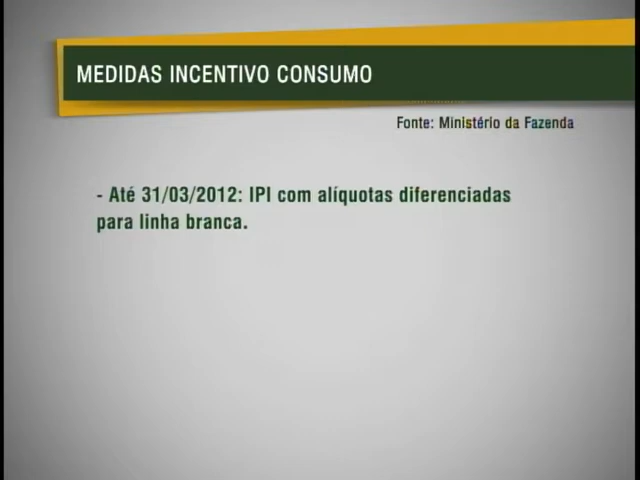 MEDIDAS INCENTIVO CONSUMO
Fonte: Ministério da Fazenda
- Até 31/03/2012: IPI com alíquotas diferenciadas
para linha branca.